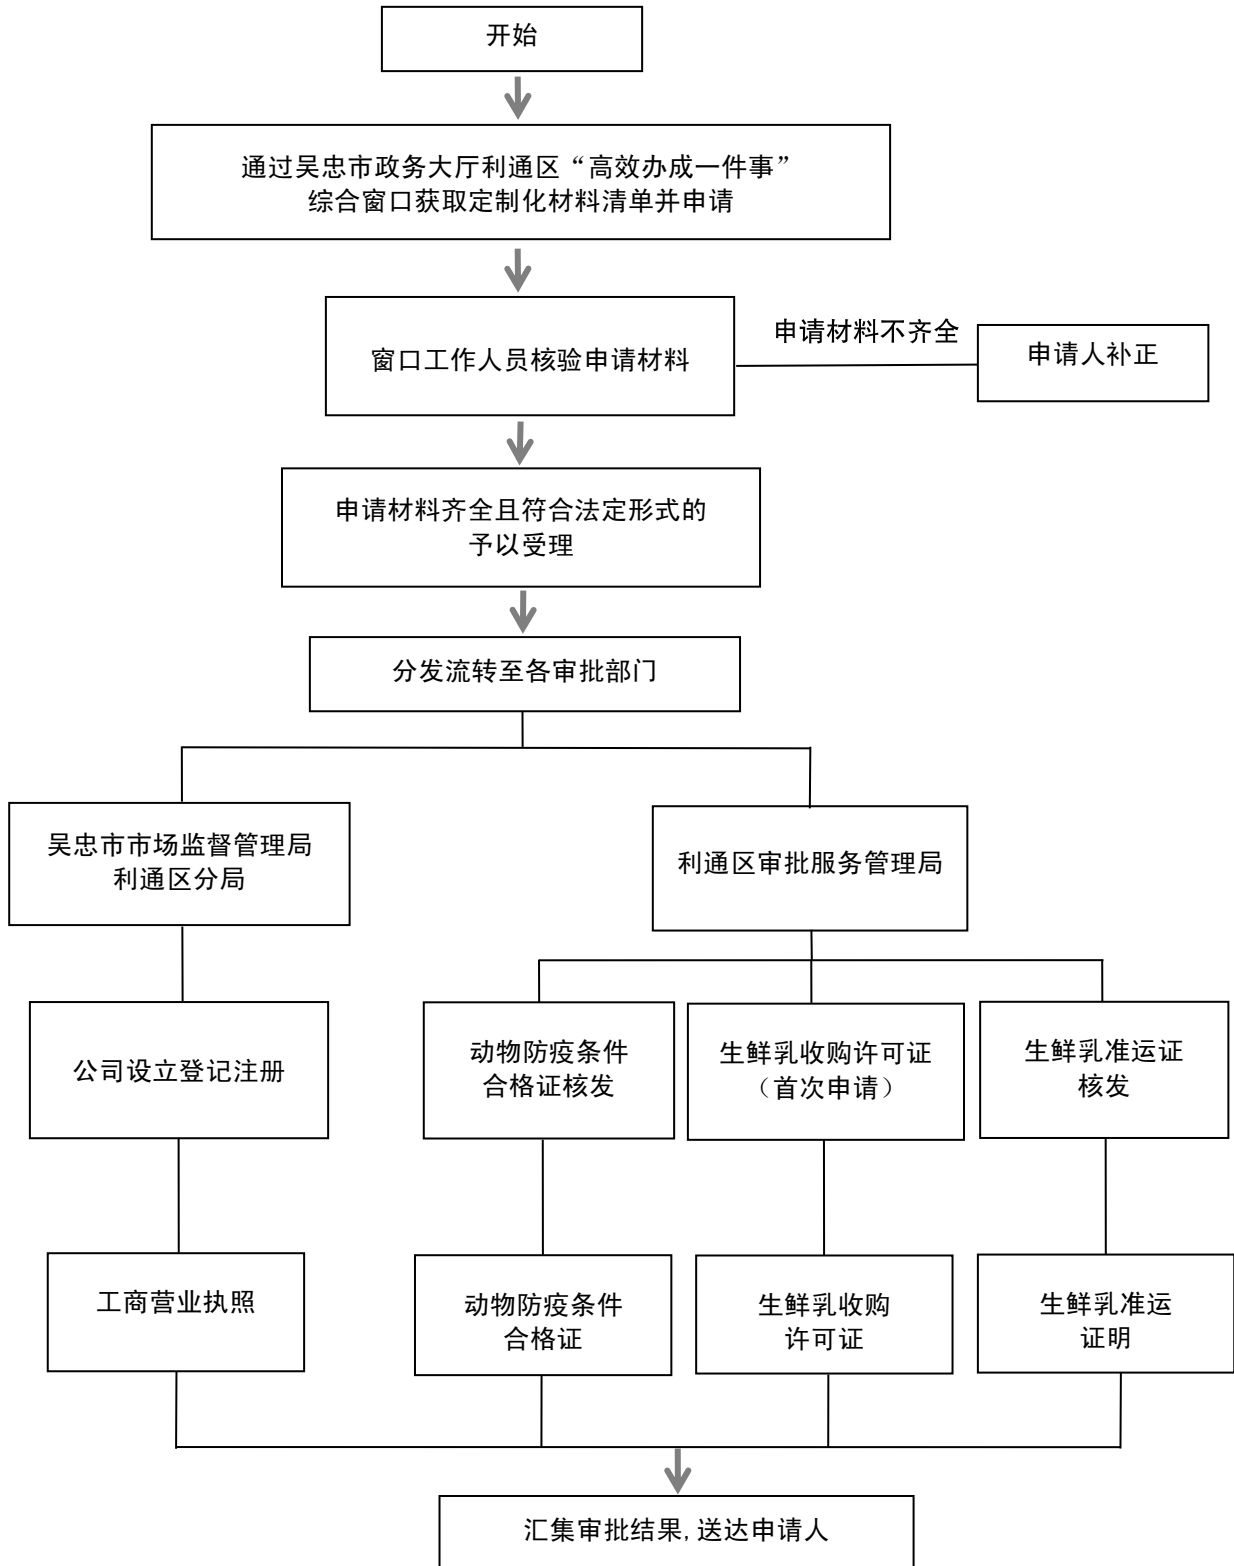 开始
通过吴忠市政务大厅利通区“高效办成一件事”
综合窗口获取定制化材料清单并申请
窗口工作人员核验申请材料
申请材料不齐全
申请人补正
申请材料齐全且符合法定形式的
予以受理
分发流转至各审批部门
吴忠市市场监督管理局
利通区分局
利通区审批服务管理局
公司设立登记注册
动物防疫条件
合格证核发
生鲜乳收购许可证
（首次申请）
生鲜乳准运证
核发
工商营业执照
动物防疫条件
合格证
生鲜乳收购
许可证
生鲜乳准运
证明
汇集审批结果,送达申请人